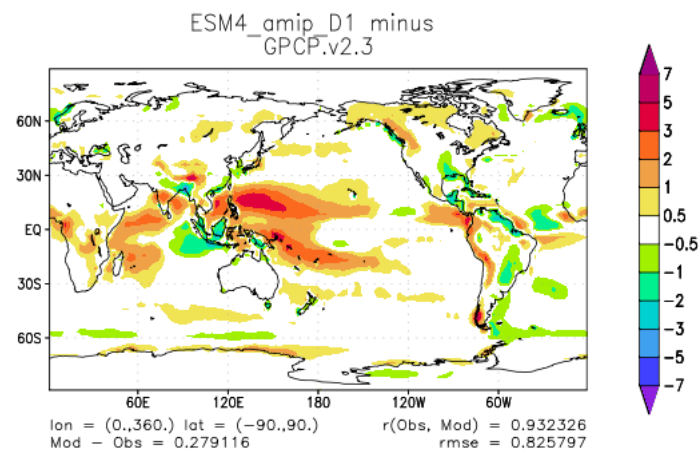 ESM4_amip_D1 minus
GPCP.v2.3
60N
30N
EQ
30S
60S
60E
120E
180
120W
60W
7
5
3
2
1
0.5
-0.5
-1
-2
-3
-5
-7
lon = (0.,360.) lat = (-90.,90.)
r(Obs, Mod) = 0.932326
Mod - Obs = 0.279116
rmse = 0.825797